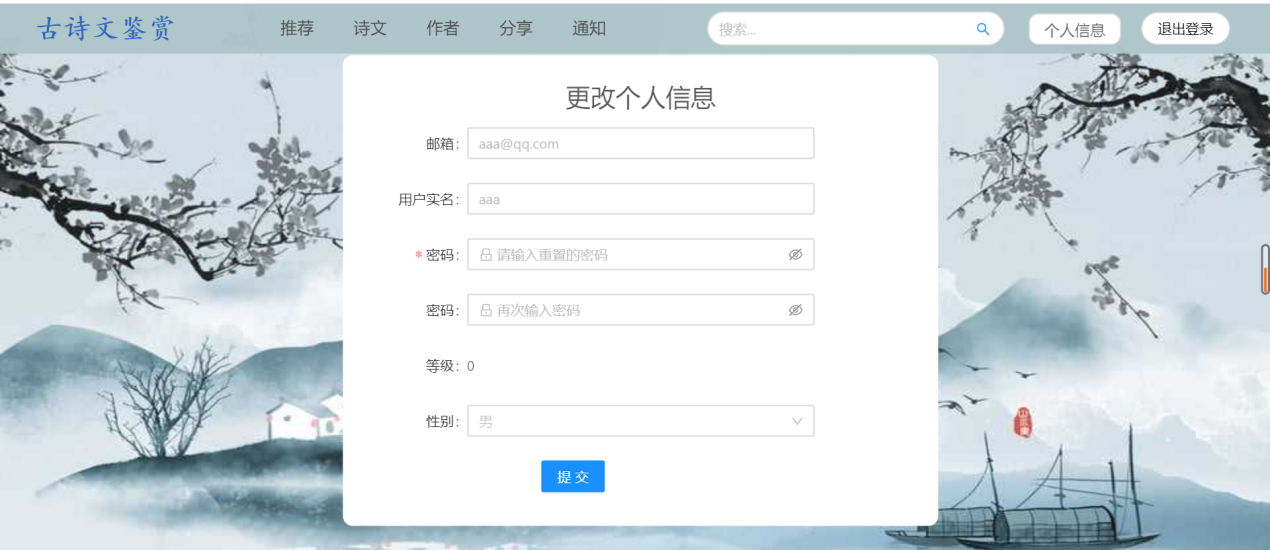 古诗文鉴赏 推荐 诗文 作者 分享 通知 搜索... 个人信息 退出登录
更改个人信息
邮箱: aaa@qq.com
用户实名: aaa
* 密码: 请输入重置的密码
密码: 再次输入密码
等级: 0
性别: 男
提 交